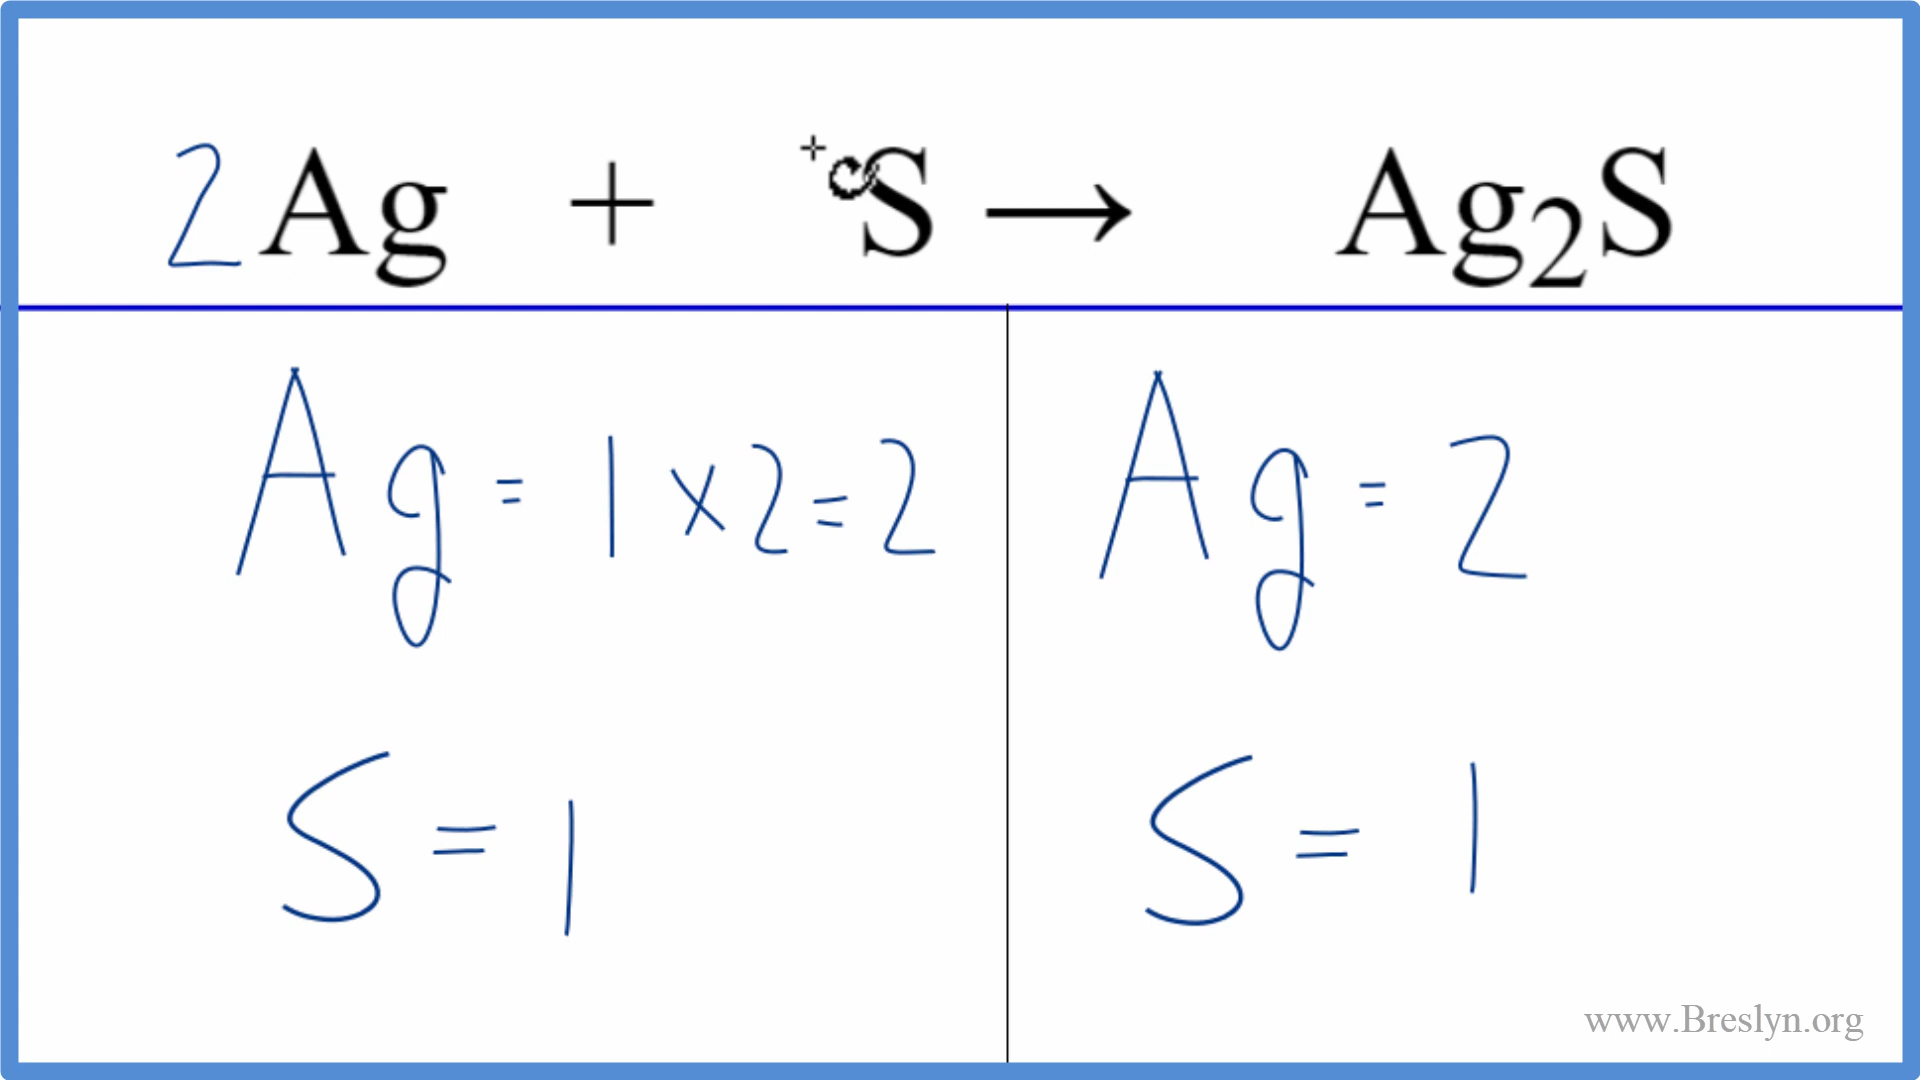 2Ag + S → Ag₂S
Ag = 1 x 2 = 2
S = 1
Ag = 2
S = 1
www.Breslyn.org